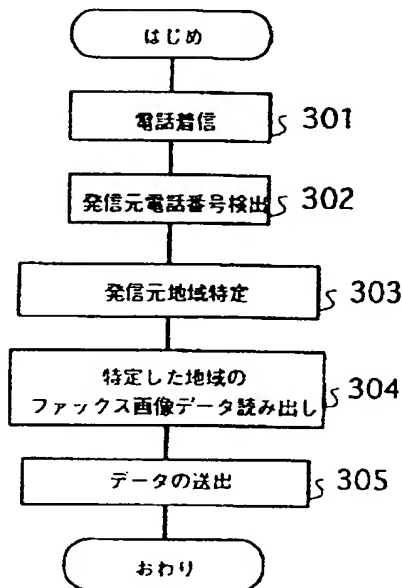 はじめ
電話着信 301
発信元電話番号検出 302
発信元地域特定 303
特定した地域の
ファックス画像データ読み出し 304
データの送出 305
おわり